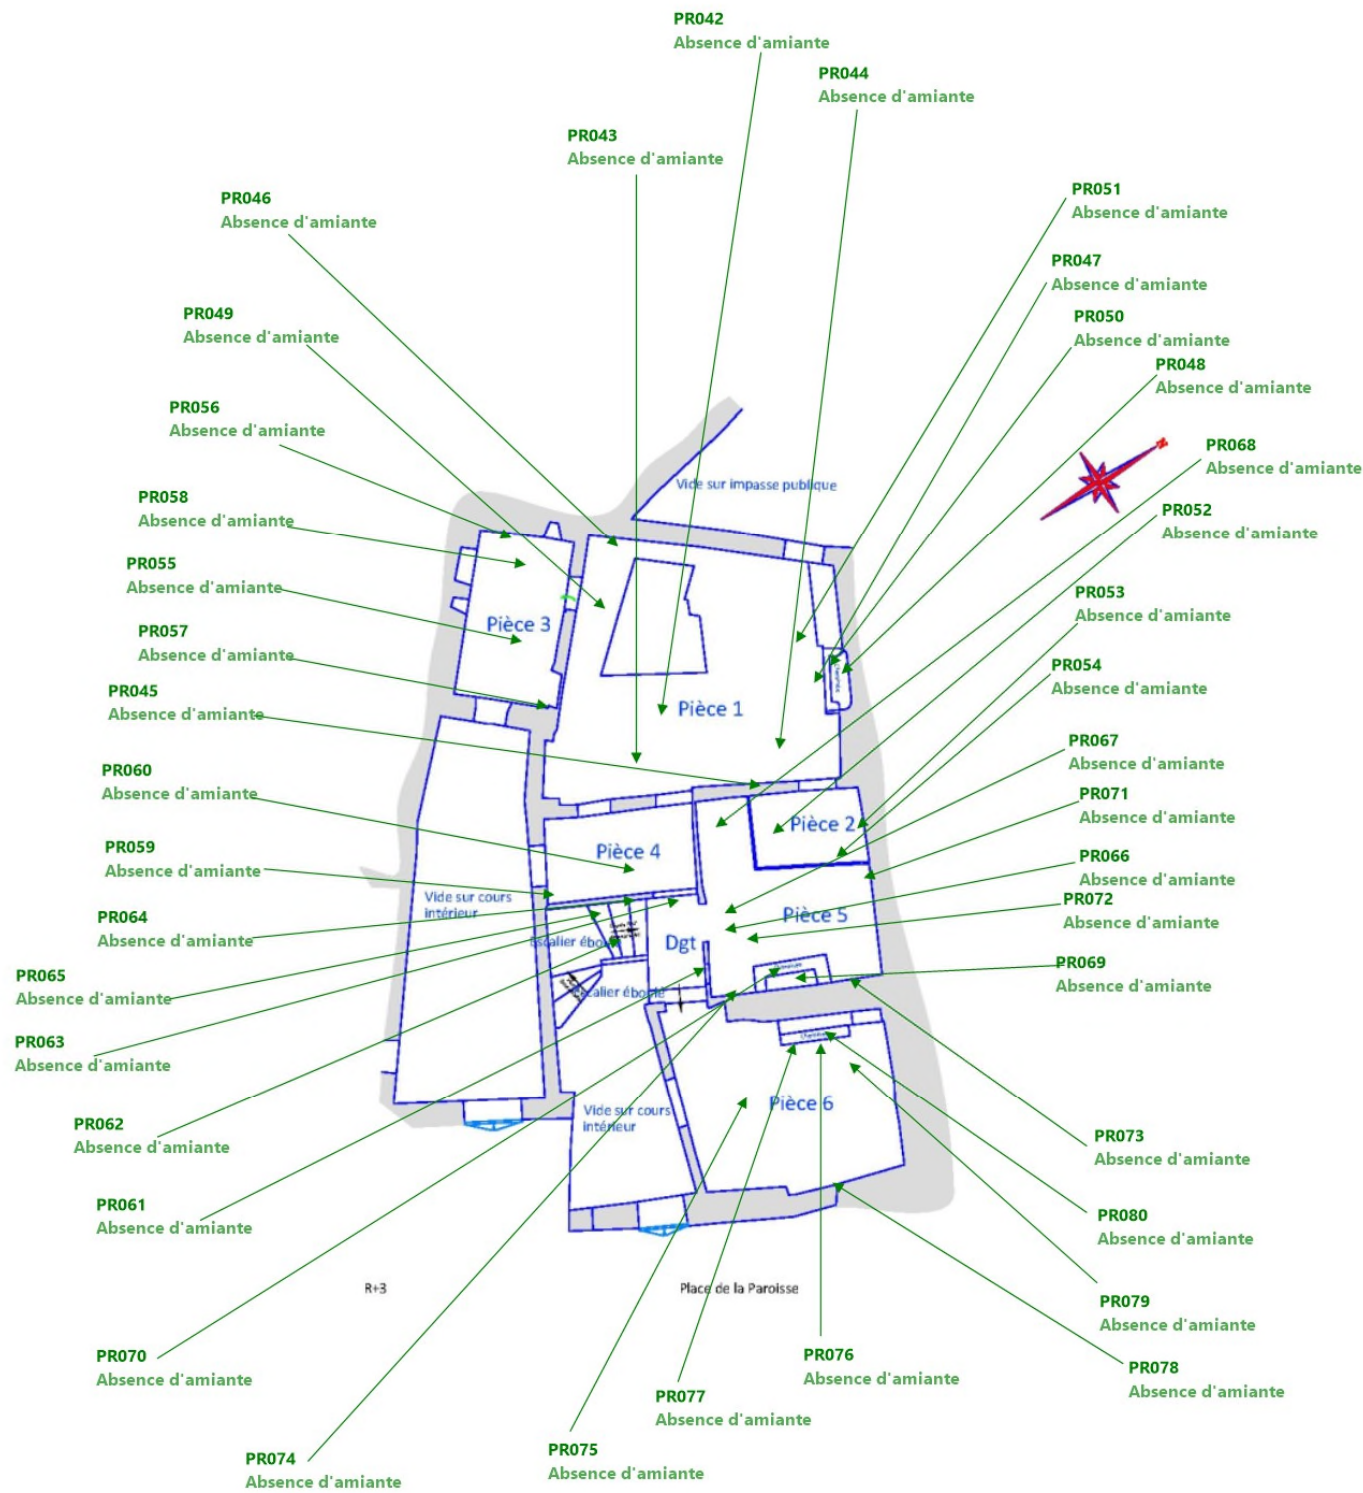 PR042
Absence d'amiante
PR044
Absence d'amiante
PR043
Absence d'amiante
PR046
Absence d'amiante
PR051
Absence d'amiante
PR047
Absence d'amiante
PR049
Absence d'amiante
PR050
Absence d'amiante
PR048
Absence d'amiante
PR056
Absence d'amiante
PR068
Absence d'amiante
Vide sur impasse publique
PR058
Absence d'amiante
PR052
Absence d'amiante
PR055
Absence d'amiante
PR053
Absence d'amiante
Pièce 3
PR057
Absence d'amiante
PR054
Absence d'amiante
PR045
Absence d'amiante
Pièce 1
PR067
Absence d'amiante
PR060
Absence d'amiante
PR071
Absence d'amiante
Pièce 2
PR059
Absence d'amiante
Pièce 4
PR066
Absence d'amiante
Vide sur cours
intérieur
PR072
Absence d'amiante
PR064
Absence d'amiante
Pièce 5
Escalier éboulé
Dgt
PR065
Absence d'amiante
PR069
Absence d'amiante
Escalier éboulé
PR063
Absence d'amiante
Cheminée
PR062
Absence d'amiante
Vide sur cours
intérieur
Pièce 6
PR073
Absence d'amiante
PR061
Absence d'amiante
PR080
Absence d'amiante
R+3
Place de la Paroisse
PR079
Absence d'amiante
PR070
Absence d'amiante
PR076
Absence d'amiante
PR078
Absence d'amiante
PR077
Absence d'amiante
PR075
Absence d'amiante
PR074
Absence d'amiante